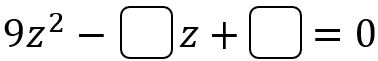 9z² − □z + □ = 0